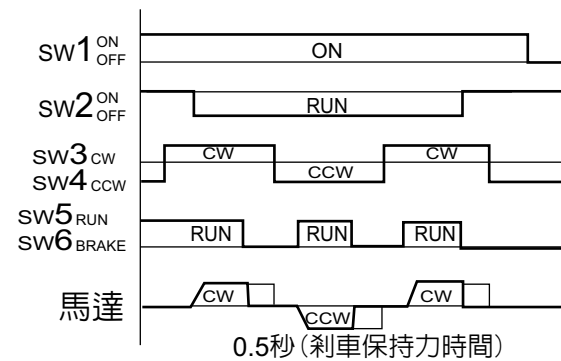 SW1 ON OFF ON
SW2 ON OFF RUN
SW3 CW CW CW
SW4 CCW CCW
SW5 RUN
SW6 BRAKE RUN RUN RUN
馬達 CW CCW CW
0.5秒(剎車保持力時間)